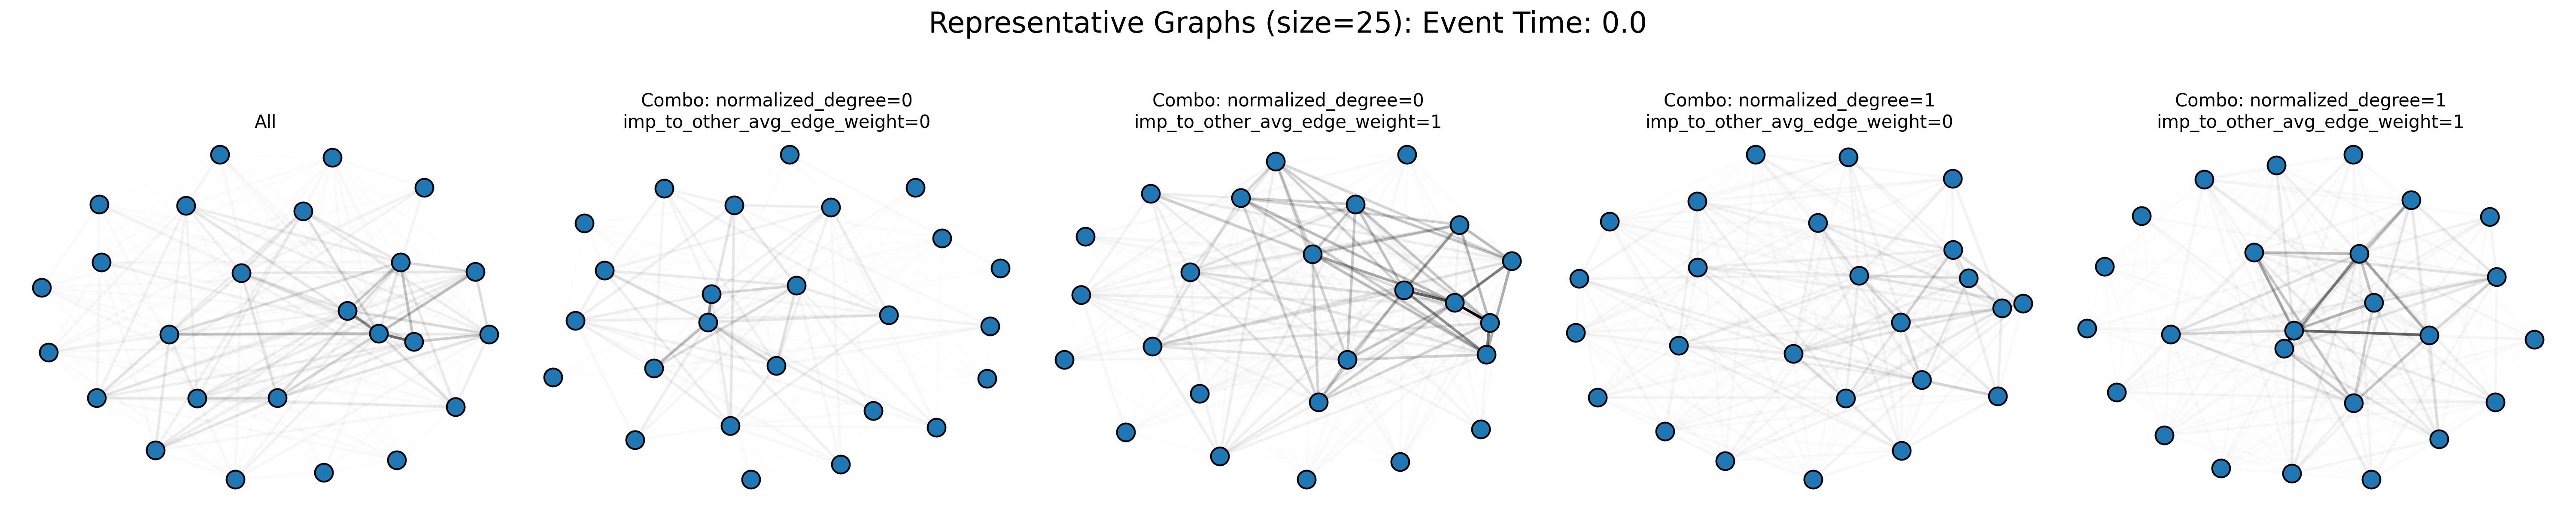 Representative Graphs (size=25): Event Time: 0.0
All
Combo: normalized_degree=0
imp_to_other_avg_edge_weight=0
Combo: normalized_degree=0
imp_to_other_avg_edge_weight=1
Combo: normalized_degree=1
imp_to_other_avg_edge_weight=0
Combo: normalized_degree=1
imp_to_other_avg_edge_weight=1